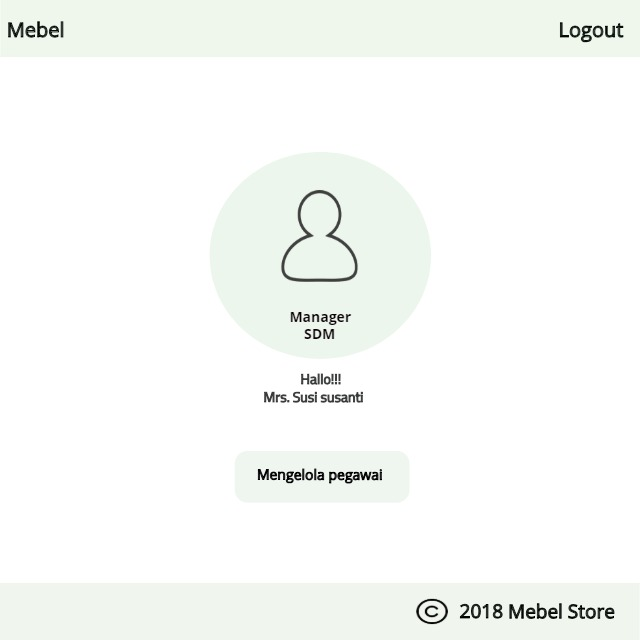 Mebel
Logout
Manager
SDM
Hallo!!!
Mrs. Susi susanti
Mengelola pegawai
© 2018 Mebel Store